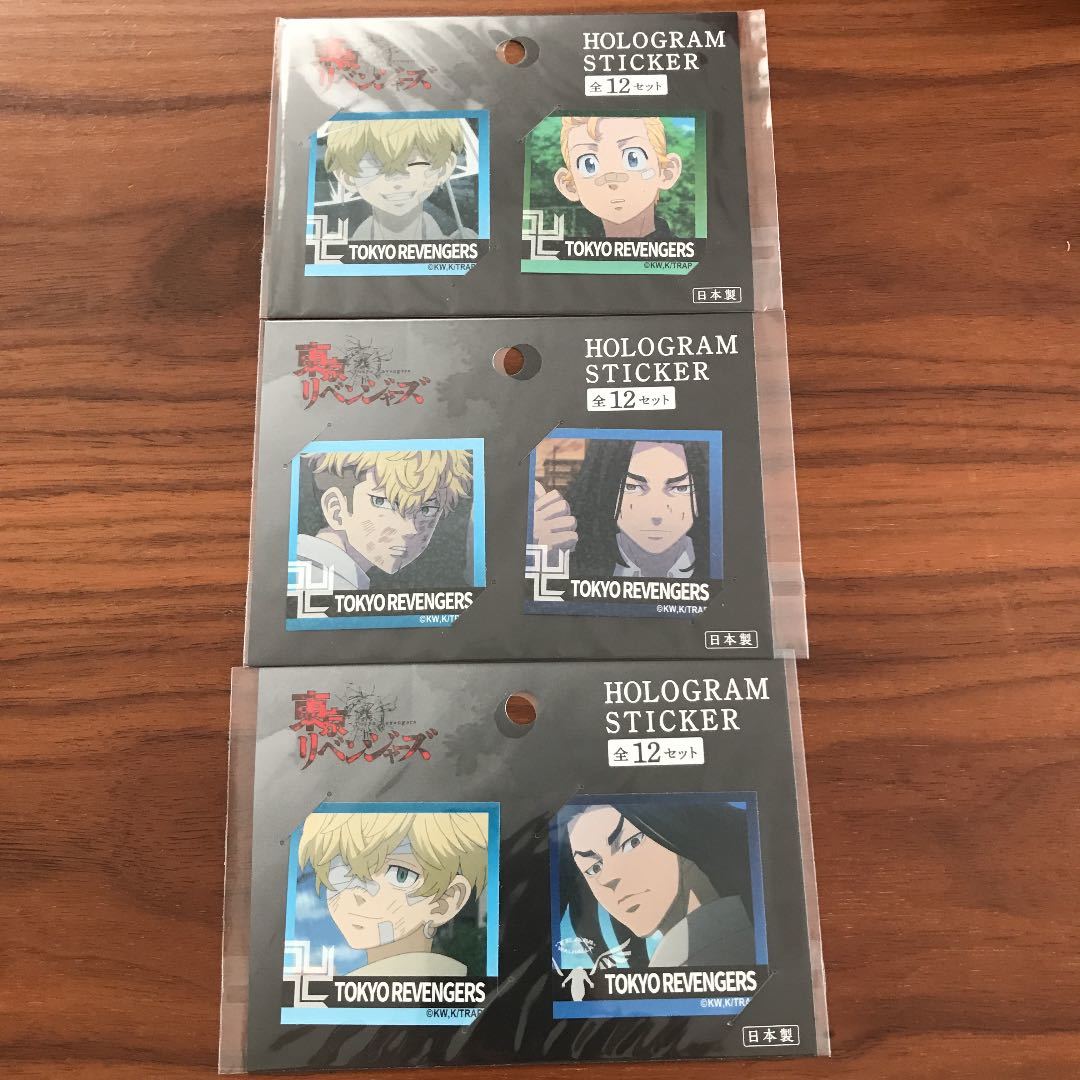 東京
リベンジャーズ
HOLOGRAM
STICKER
全12セット
TOKYO REVENGERS
©KW,K/TRAP
TOKYO REVENGERS
©KW,K/TRAP
日本製
東京
リベンジャーズ
HOLOGRAM
STICKER
全12セット
TOKYO REVENGERS
©KW,K/TR
TOKYO REVENGERS
©KW,K/TRAP
日本製
東京
リベンジャーズ
HOLOGRAM
STICKER
全12セット
TOKYO REVENGERS
©KW,K/TRAP
TOKYO REVENGERS
©KW,K/TRA
日本製